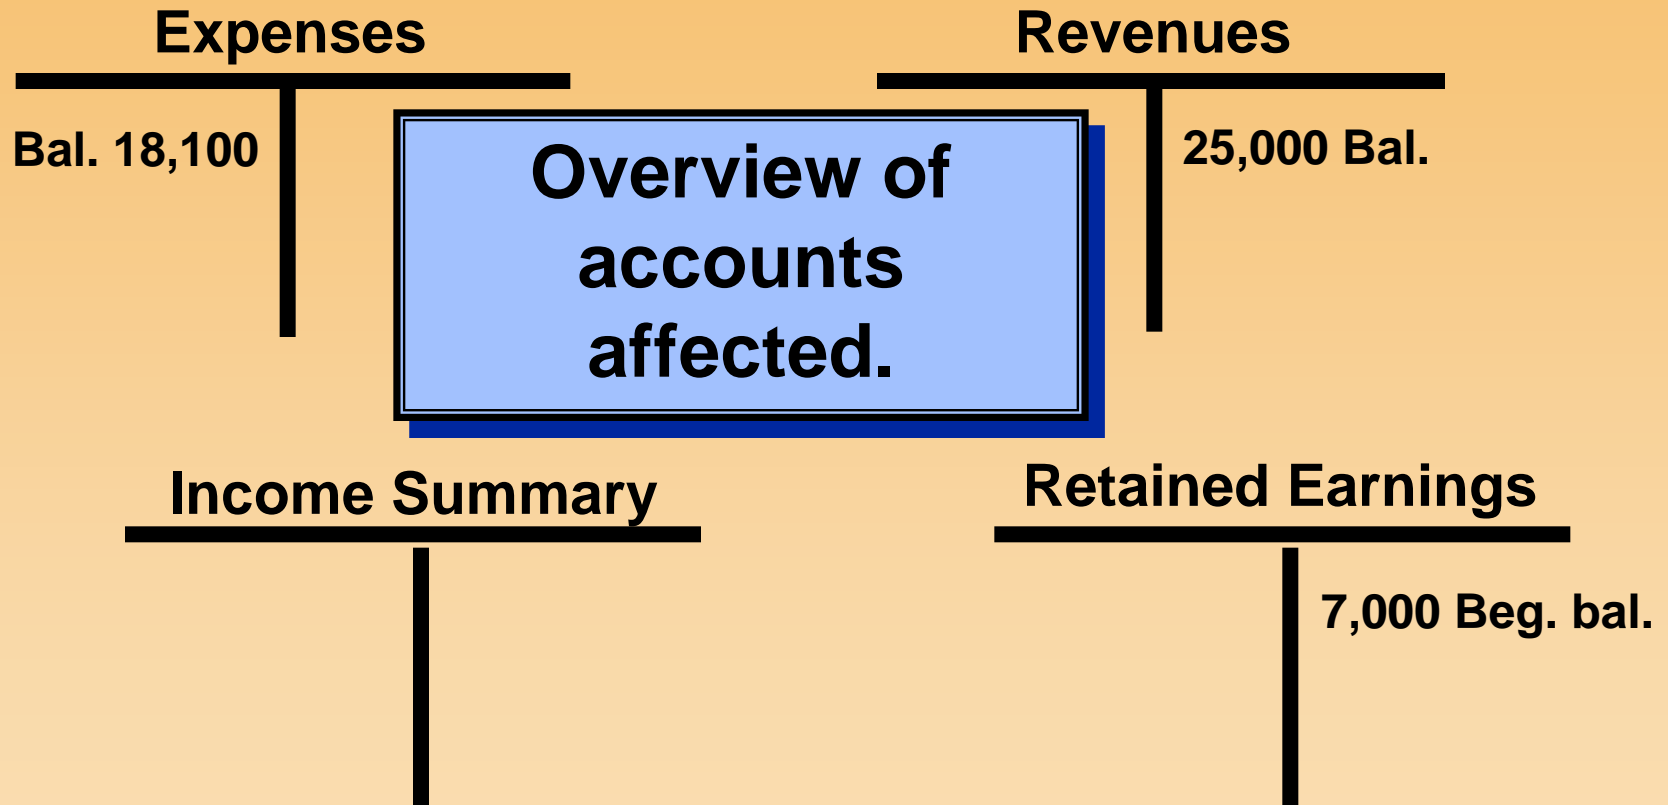 Expenses
Revenues
Bal. 18,100
25,000 Bal.
Overview of
accounts
affected.
Income Summary
Retained Earnings
7,000 Beg. bal.